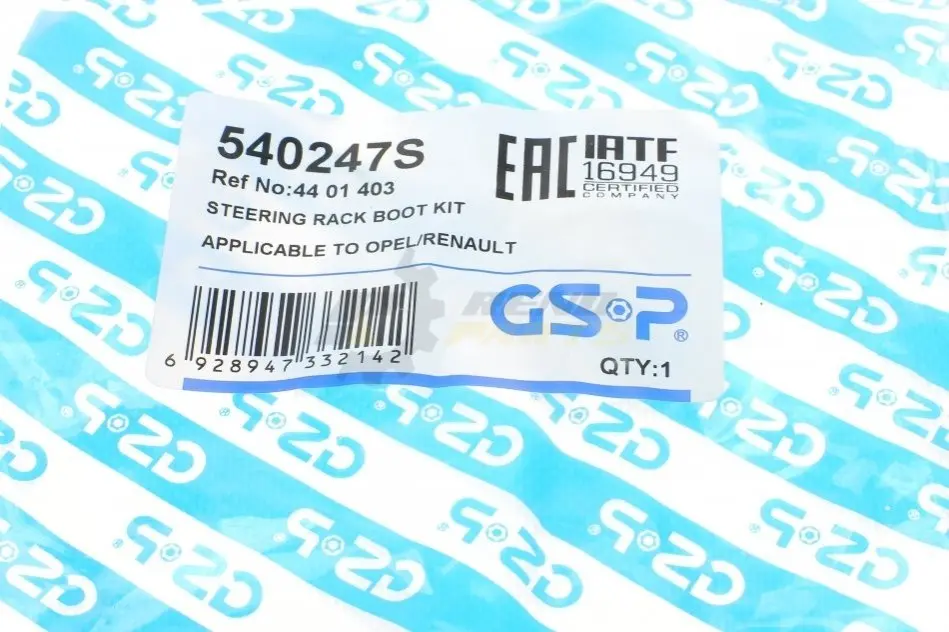 540247S
Ref No:44 01 403
STEERING RACK BOOT KIT
APPLICABLE TO OPEL/RENAULT
EAC
IATF
16949
CERTIFIED
COMPANY
GS-P®
6 928947 332142
QTY:1